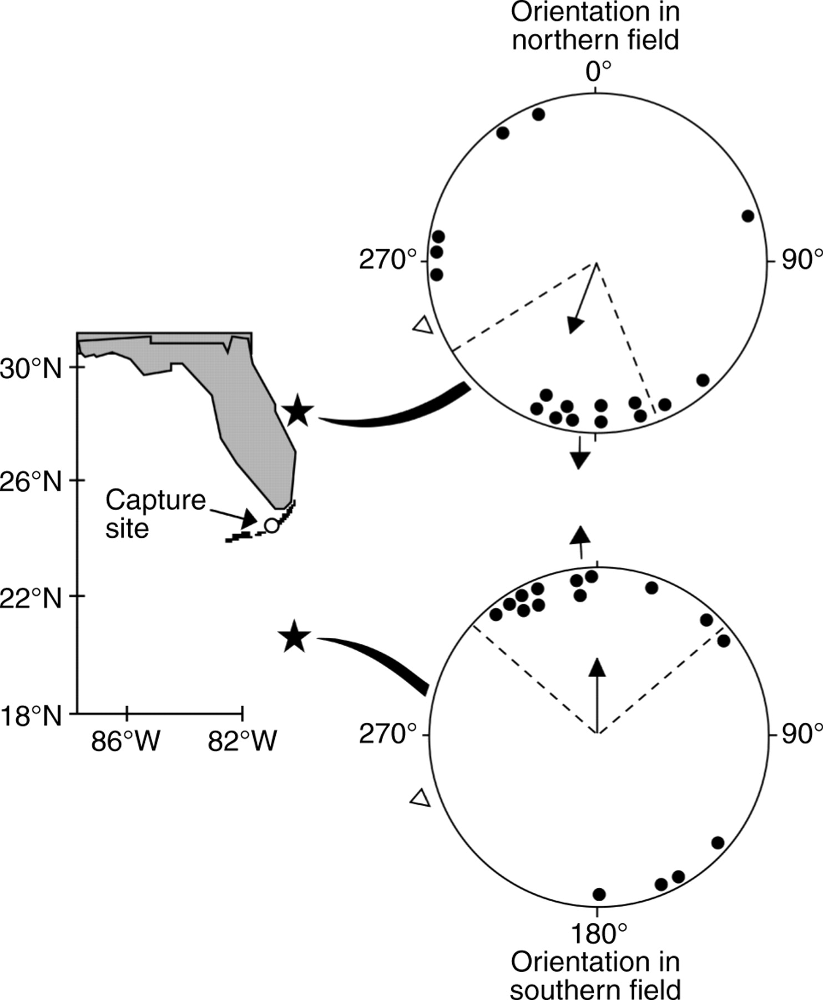 Orientation in
northern field
0°
270°
90°
30°N
26°N
Capture
site
22°N
18°N
86°W
82°W
270°
90°
180°
Orientation in
southern field